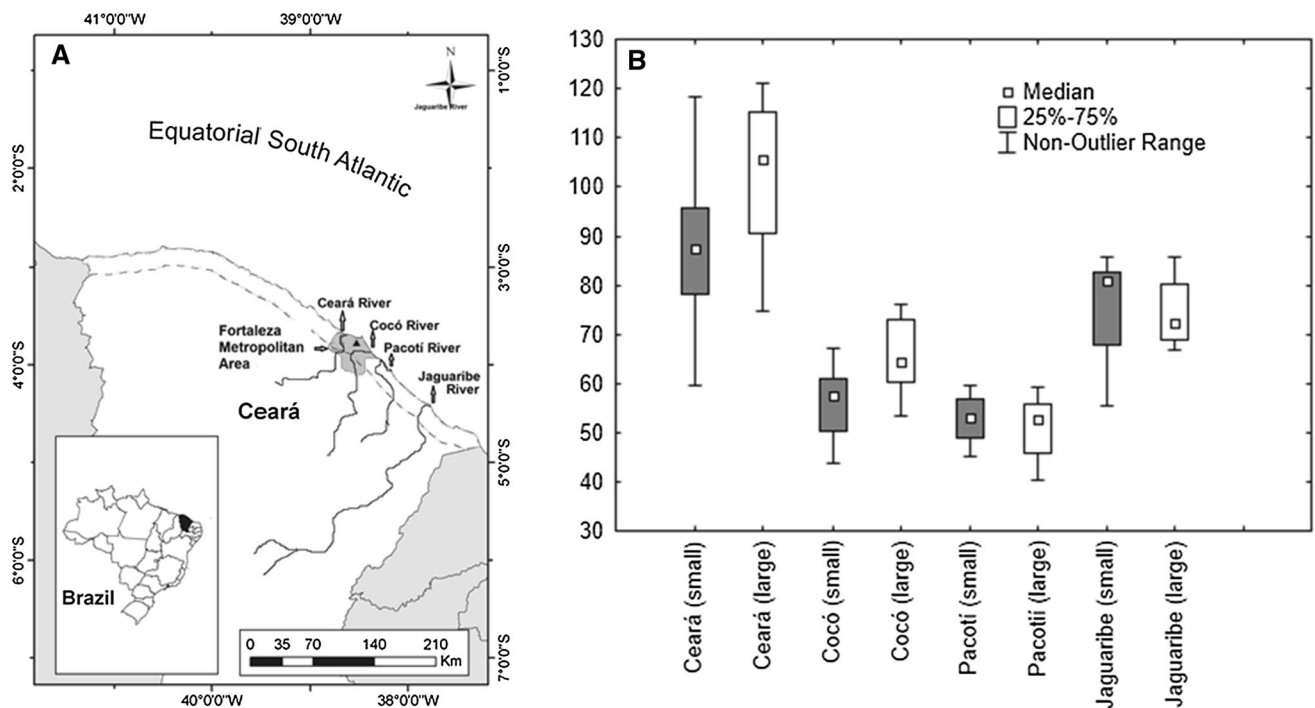 A
41°0'0"W
39°0'0"W
N
Jaguaribe River
Equatorial South Atlantic
1°0'0"S
2°0'0"S
3°0'0"S
4°0'0"S
5°0'0"S
6°0'0"S
7°0'0"S
Ceará River
Cocó River
Fortaleza
Metropolitan
Area
Pacotí River
Jaguaribe
River
Ceará
Brazil
0 35 70 140 210
Km
40°0'0"W
38°0'0"W
B
130
120
110
100
90
80
70
60
50
40
30
Median
25%-75%
Non-Outlier Range
Ceará (small)
Ceará (large)
Cocó (small)
Cocó (large)
Pacotí (small)
Pacotíi (large)
Jaguaribe (small)
Jaguaribe (large)